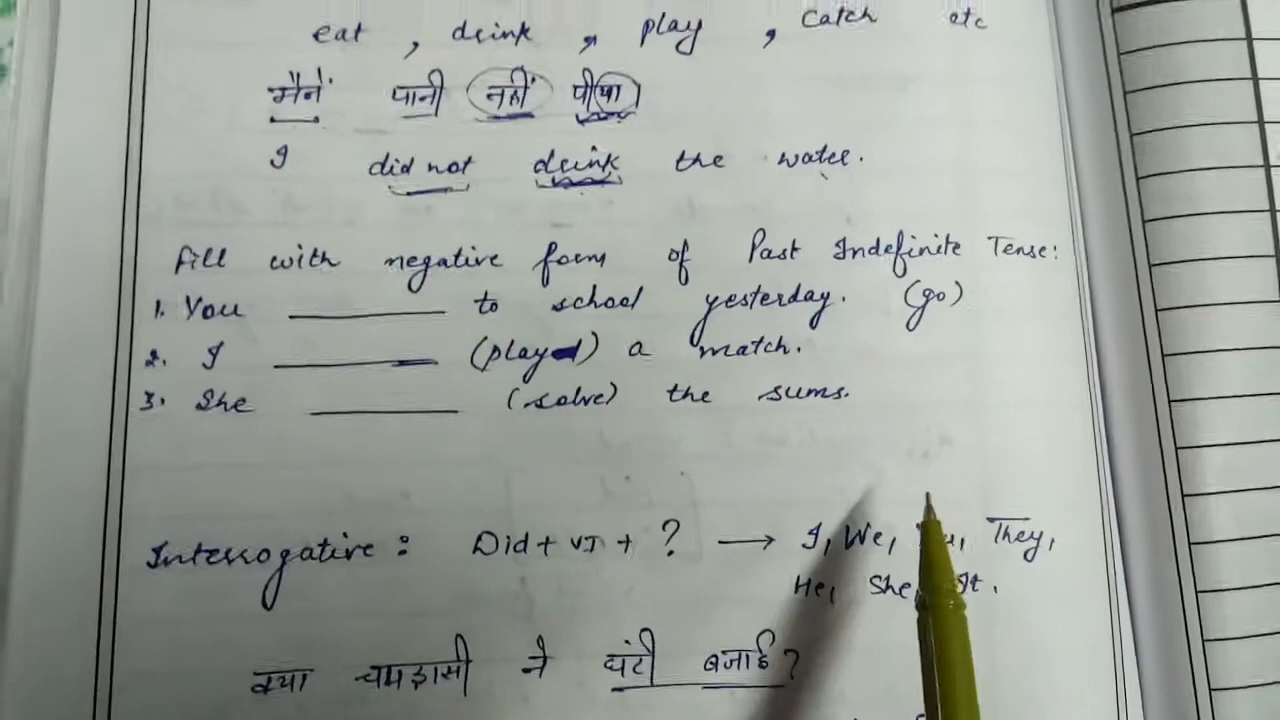 eat , drink , play , catch etc
मैने पानी नहीं पीया
I did not drink the water.
Fill with negative form of Past Indefinite Tense:
1. You ________ to school yesterday. (go)
2. I ________ (play) a match.
3. She ________ (solve) the sums.
Interrogative : Did + VI + ? → I, We, They,
He, She It.
क्या चपड़ासी ने घंटी बजाई?